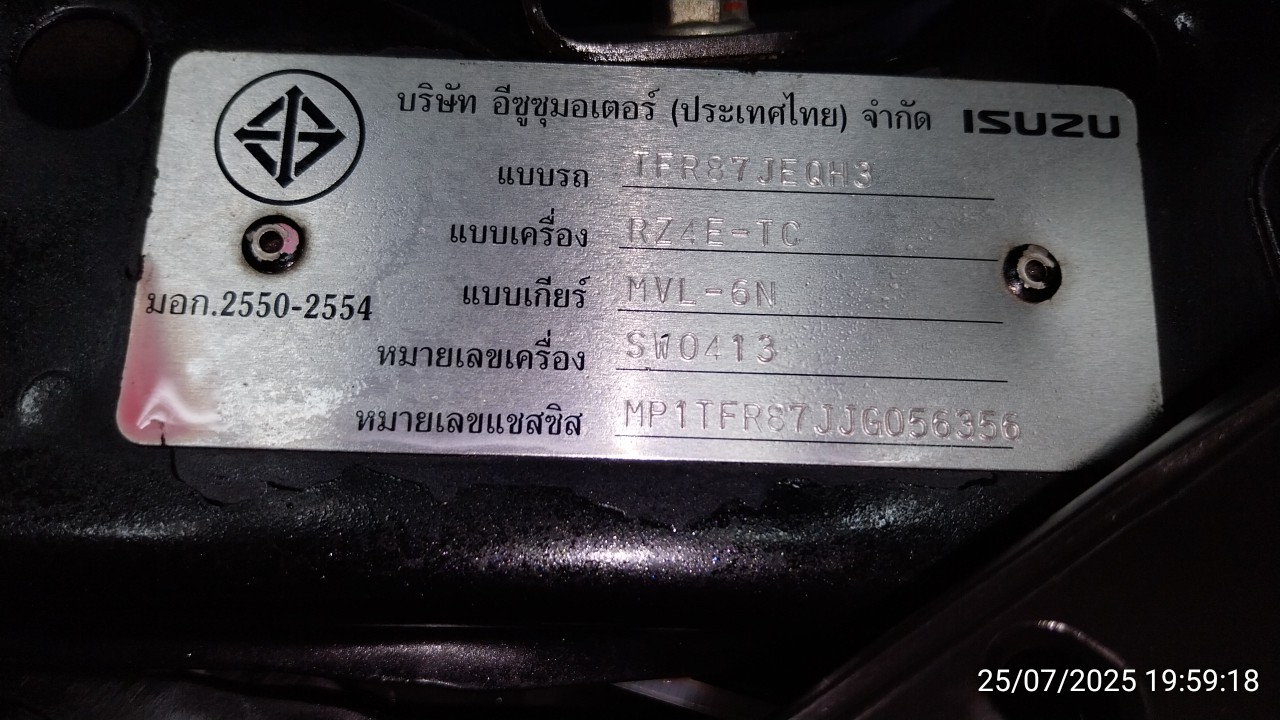 บริษัท อีซูซุมอเตอร์ (ประเทศไทย) จำกัด ISUZU
แบบรถ TFR87JEQH3
แบบเครื่อง RZ4E-TC
แบบเกียร์ MVL-6N
มอก.2550-2554
หมายเลขเครื่อง SW0413
หมายเลขแชสซิส MP1TFR87JJG056356
25/07/2025 19:59:18